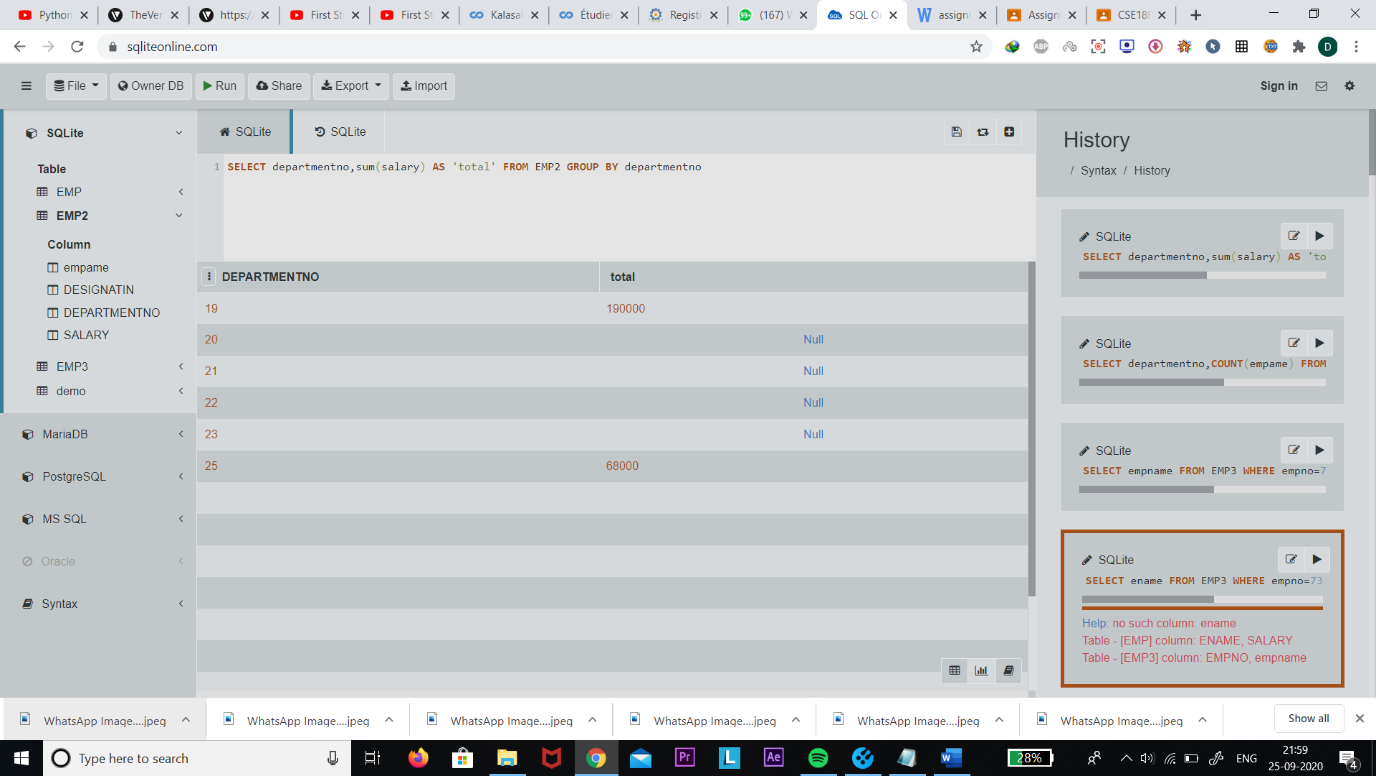 Python
TheVer
https:/
First St
First St
Kalasal
Étudier
Registr
99+
(167) W
SQL O
assignr
Assign
CSE18
sqliteonline.com
ABP
D
File
Owner DB
Run
Share
Export
Import
Sign in
SQLite
Table
EMP
EMP2
Column
empame
DESIGNATIN
DEPARTMENTNO
SALARY
EMP3
demo
MariaDB
PostgreSQL
MS SQL
Oracle
Syntax
SQLite
SQLite
1 SELECT departmentno,sum(salary) AS 'total' FROM EMP2 GROUP BY departmentno
DEPARTMENTNO total
19 190000
20 Null
21 Null
22 Null
23 Null
25 68000
History
/ Syntax / History
SQLite
SELECT departmentno,sum(salary) AS 'to
SQLite
SELECT departmentno,COUNT(empame) FROM
SQLite
SELECT empname FROM EMP3 WHERE empno=7
SQLite
SELECT ename FROM EMP3 WHERE empno=73
Help: no such column: ename
Table - [EMP] column: ENAME, SALARY
Table - [EMP3] column: EMPNO, empname
WhatsApp Image....jpeg
WhatsApp Image....jpeg
WhatsApp Image....jpeg
WhatsApp Image....jpeg
WhatsApp Image....jpeg
WhatsApp Image....jpeg
Show all
Type here to search
Pr
L
Ae
W
28%
ENG
21:59
25-09-2020
4